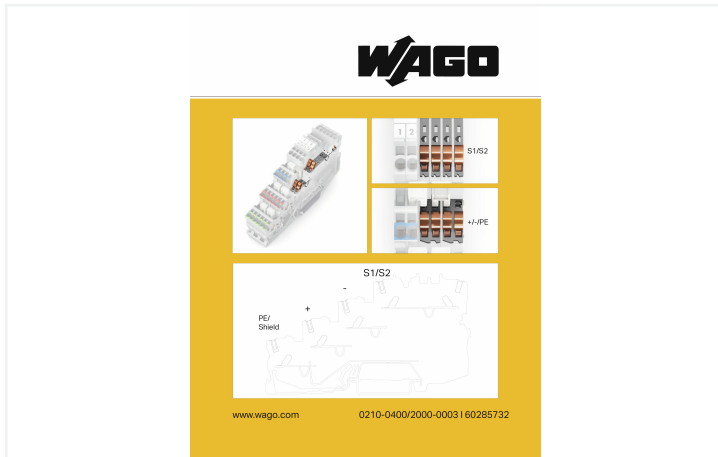 WAGO
1 2
S1/S2
+/-/PE
S1/S2
-
+
PE/
Shield
www.wago.com
0210-0400/2000-0003 I 60285732